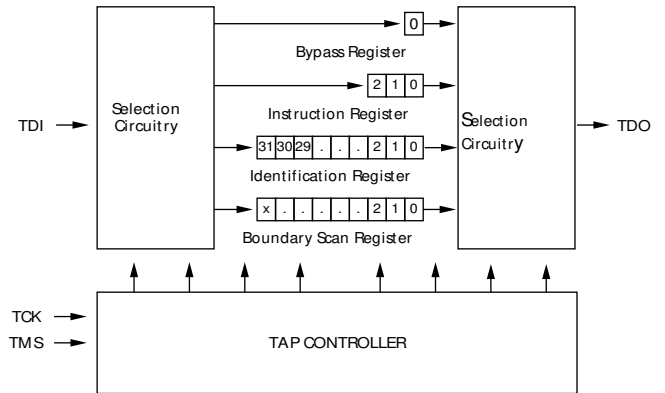 0
Bypass Register
2 1 0
Selection
Circuitry
Instruction Register
Selection
Circuitry
TDI
TDO
31 30 29 . . . 2 1 0
Identification Register
x . . . . . 2 1 0
Boundary Scan Register
TCK
TMS
TAP CONTROLLER